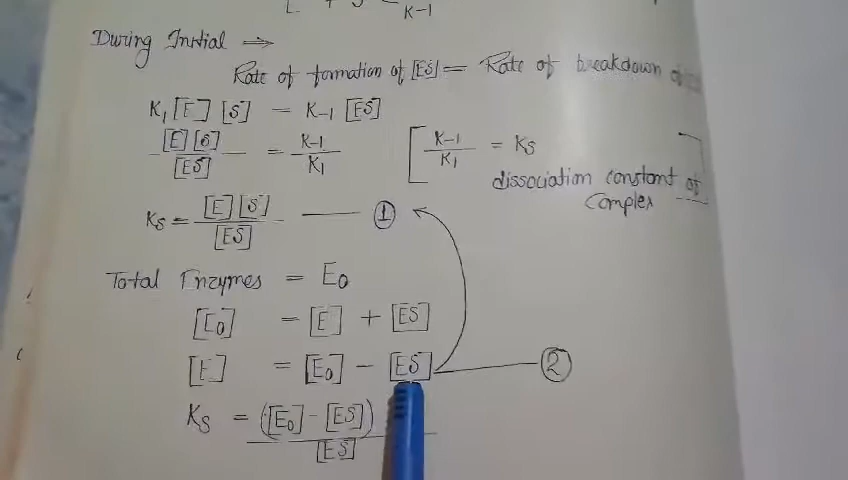 K-1
During Initial ⇒
Rate of formation of [ES] = Rate of breakdown of
K1 [E] [S] = K-1 [ES]
[E][S] / [ES] = K-1 / K1 [ K-1 / K1 = Ks
dissociation constant of
Complex
Ks = [E][S] / [ES] —— ①
Total Enzymes = E0
[E0] = [E] + [ES]
[E] = [E0] - [ES] —— ②
Ks = ([E0] - [ES]) / [ES]